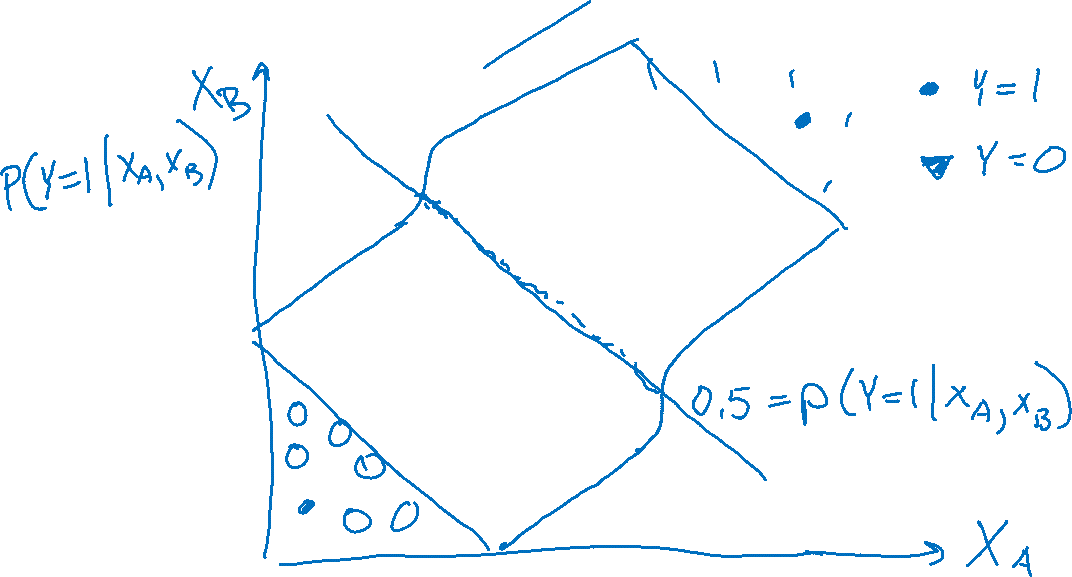 X_B
P(Y=1|X_A,X_B)
• Y=1
▼ Y=0
0.5 = P(Y=1|X_A,X_B)
X_A